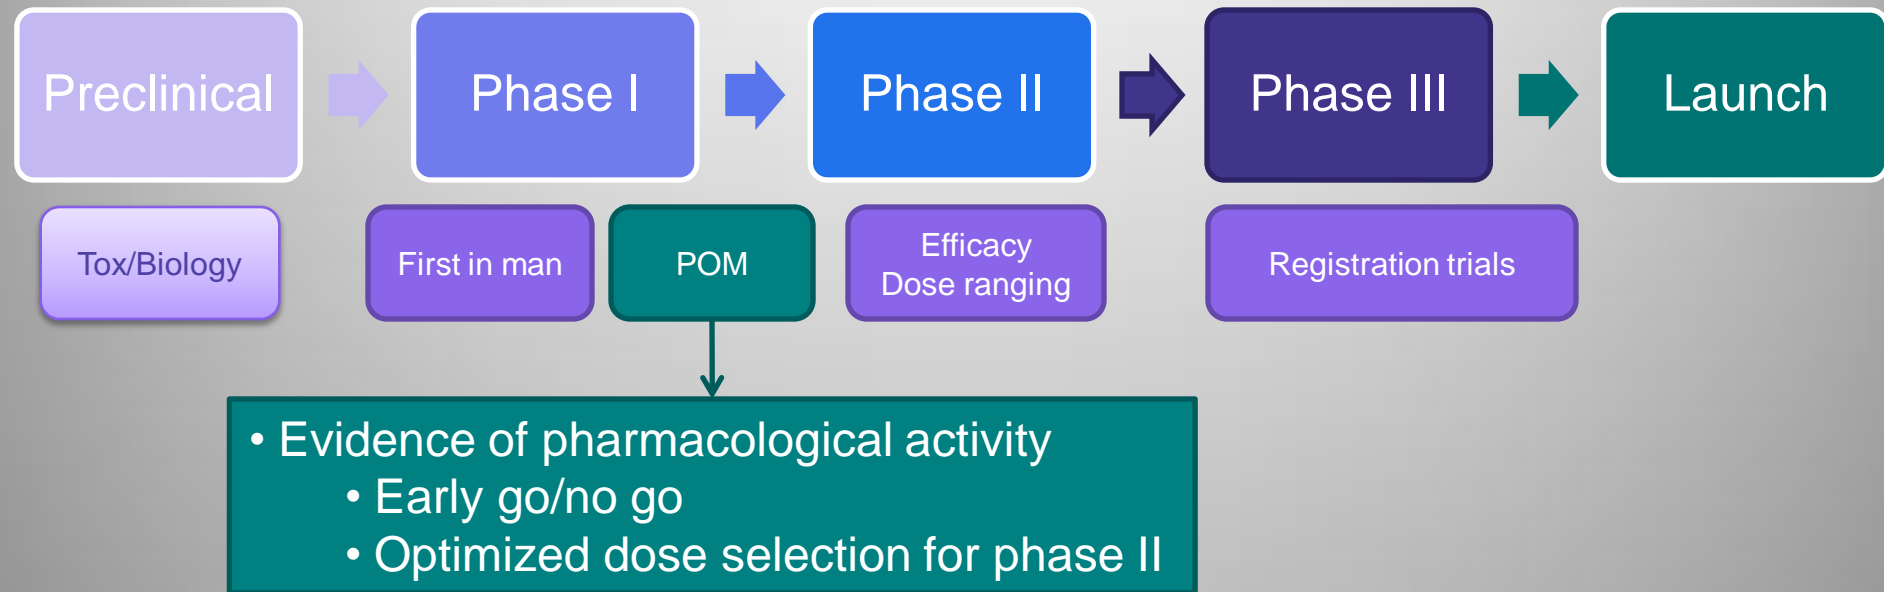 Preclinical
Phase I
Phase II
Phase III
Launch
Tox/Biology
First in man
POM
Efficacy
Dose ranging
Registration trials
• Evidence of pharmacological activity
• Early go/no go
• Optimized dose selection for phase II